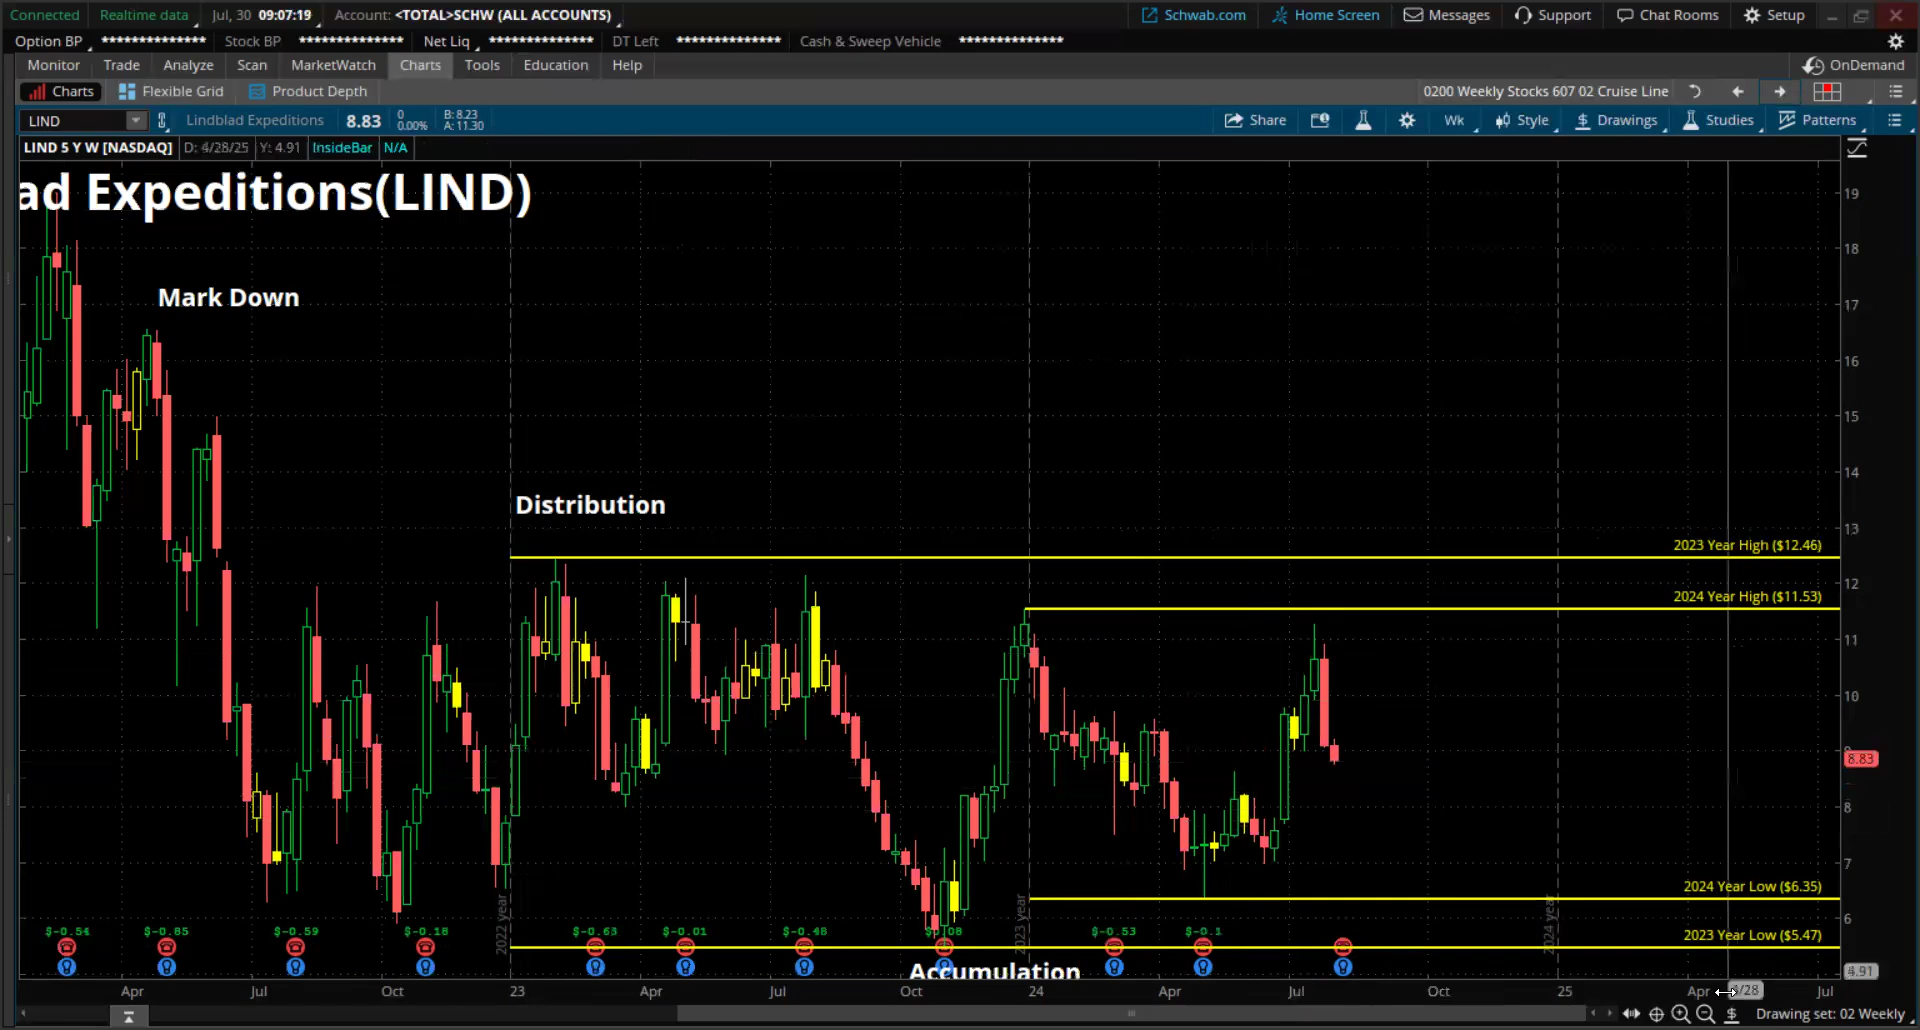 Connected Realtime data Jul, 30 09:07:19 Account: <TOTAL>SCHW (ALL ACCOUNTS) Schwab.com Home Screen Messages Support Chat Rooms Setup
Option BP ************** Stock BP ************** Net Liq ************** DT Left ************** Cash & Sweep Vehicle **************
Monitor Trade Analyze Scan MarketWatch Charts Tools Education Help OnDemand
Charts Flexible Grid Product Depth 0200 Weekly Stocks 607 02 Cruise Line
LIND Lindblad Expeditions 8.83 0 B: 8.23
0.00% A: 11.30
Share Wk Style Drawings Studies Patterns
LIND 5 Y W [NASDAQ] D: 4/28/25 Y: 4.91 InsideBar N/A
ad Expeditions(LIND)
19
18
Mark Down
17
16
15
14
Distribution
13
2023 Year High ($12.46)
12
2024 Year High ($11.53)
11
10
8.83
8
7
2024 Year Low ($6.35)
6
2022 year
2023 year
2024 year
$-0.54 $-0.85 $-0.59 $-0.18 $-0.63 $-0.01 $-0.48 $-0.53 $-0.1
2023 Year Low ($5.47)
Accumulation
4.91
Apr Jul Oct 23 Apr Jul Oct 24 Apr Jul Oct 25 Apr /28 Jul
Drawing set: 02 Weekly